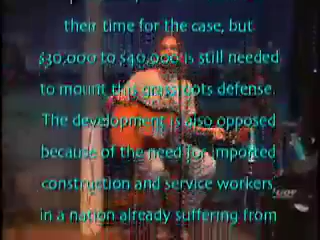 their time for the case, but
$30,000 to $40,000 is still needed
to mount this grassroots defense.
The development is also opposed
because of the need for imported
construction and service workers
in a nation already suffering from